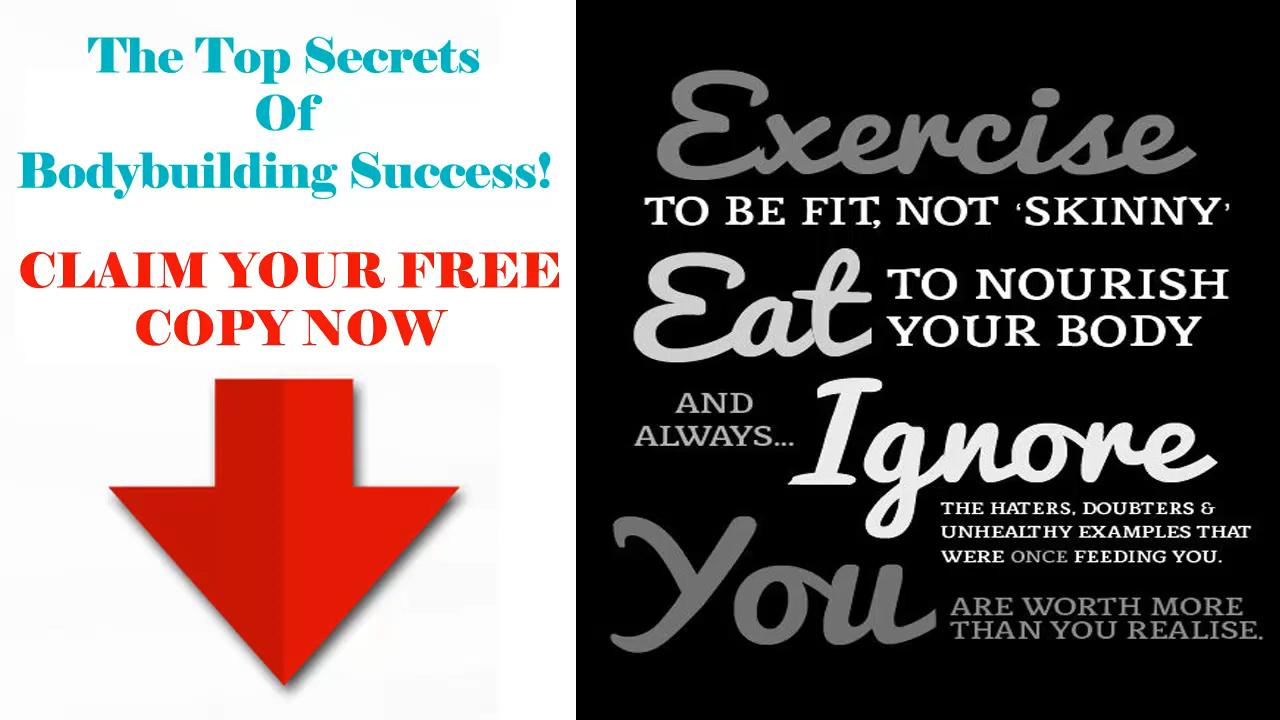 The Top Secrets
Of
Bodybuilding Success!
CLAIM YOUR FREE
COPY NOW
Exercise
TO BE FIT, NOT ‘SKINNY’
Eat TO NOURISH
YOUR BODY
AND
ALWAYS...
Ignore
THE HATERS, DOUBTERS &
UNHEALTHY EXAMPLES THAT
WERE ONCE FEEDING YOU.
You
ARE WORTH MORE
THAN YOU REALISE.